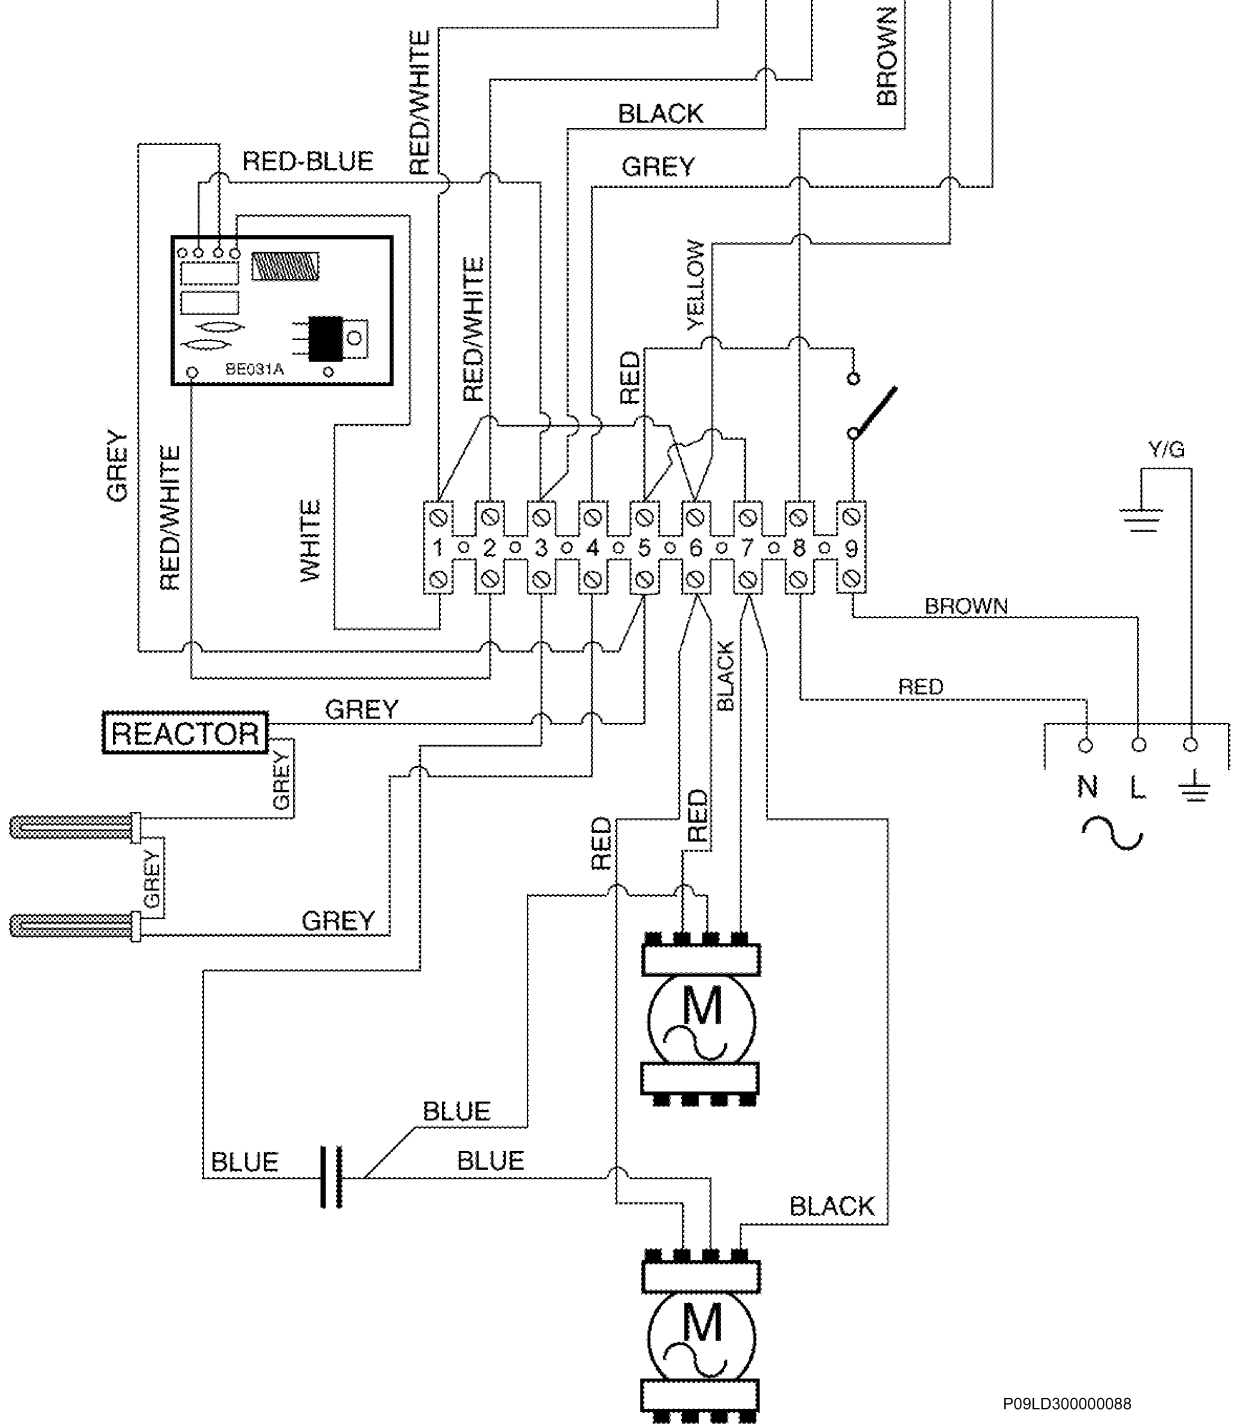 RED/WHITE
BROWN
BLACK
RED-BLUE
GREY
YELLOW
RED/WHITE
RED
BE031A
GREY
RED/WHITE
WHITE
Y/G
1 2 3 4 5 6 7 8 9
BROWN
BLACK
RED
GREY
REACTOR
GREY
N L
RED
RED
GREY
GREY
M
BLUE
BLUE
BLUE
BLACK
M
P09LD300000088